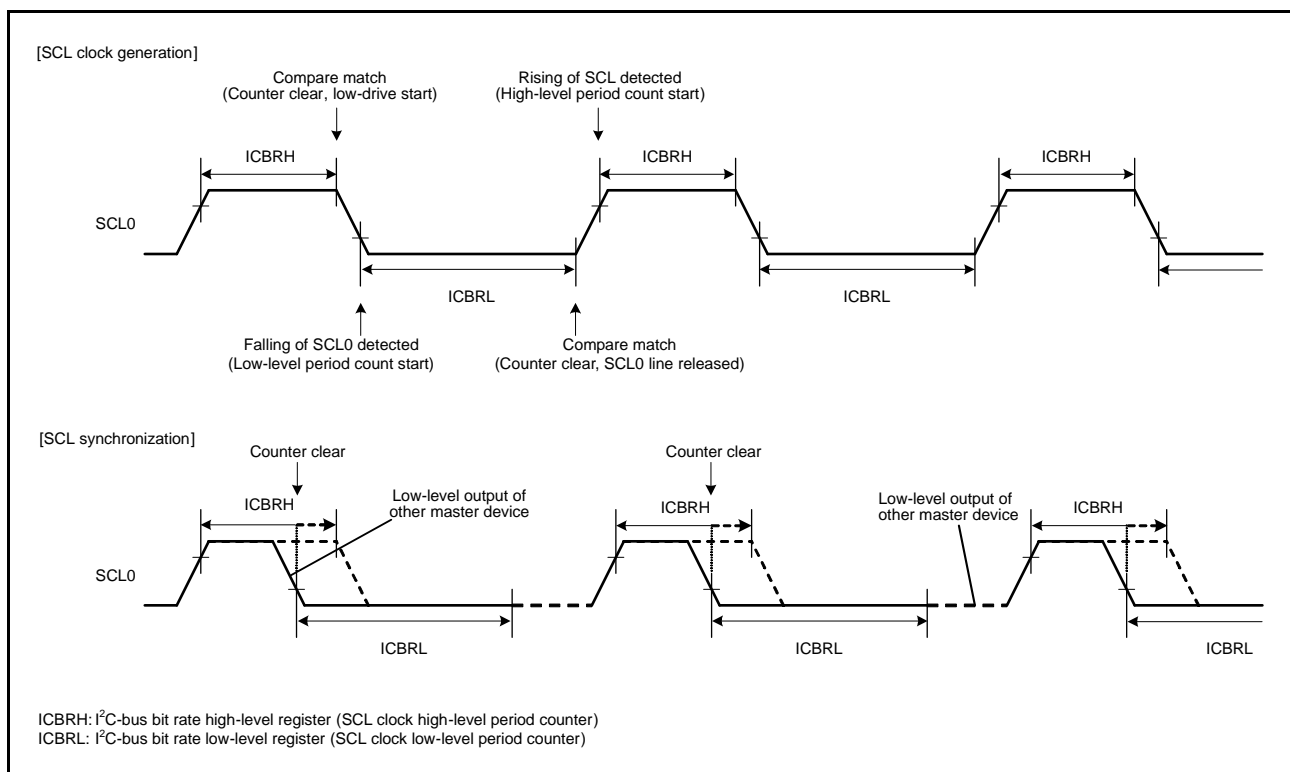 [SCL clock generation]
Compare match
(Counter clear, low-drive start)
Rising of SCL detected
(High-level period count start)
ICBRH
ICBRH
ICBRH
SCL0
ICBRL
ICBRL
Falling of SCL0 detected
(Low-level period count start)
Compare match
(Counter clear, SCL0 line released)
[SCL synchronization]
Counter clear
Counter clear
ICBRH
Low-level output of
other master device
ICBRH
Low-level output of
other master device
ICBRH
SCL0
ICBRL
ICBRL
ICBRL
ICBRH: I²C-bus bit rate high-level register (SCL clock high-level period counter)
ICBRL: I²C-bus bit rate low-level register (SCL clock low-level period counter)